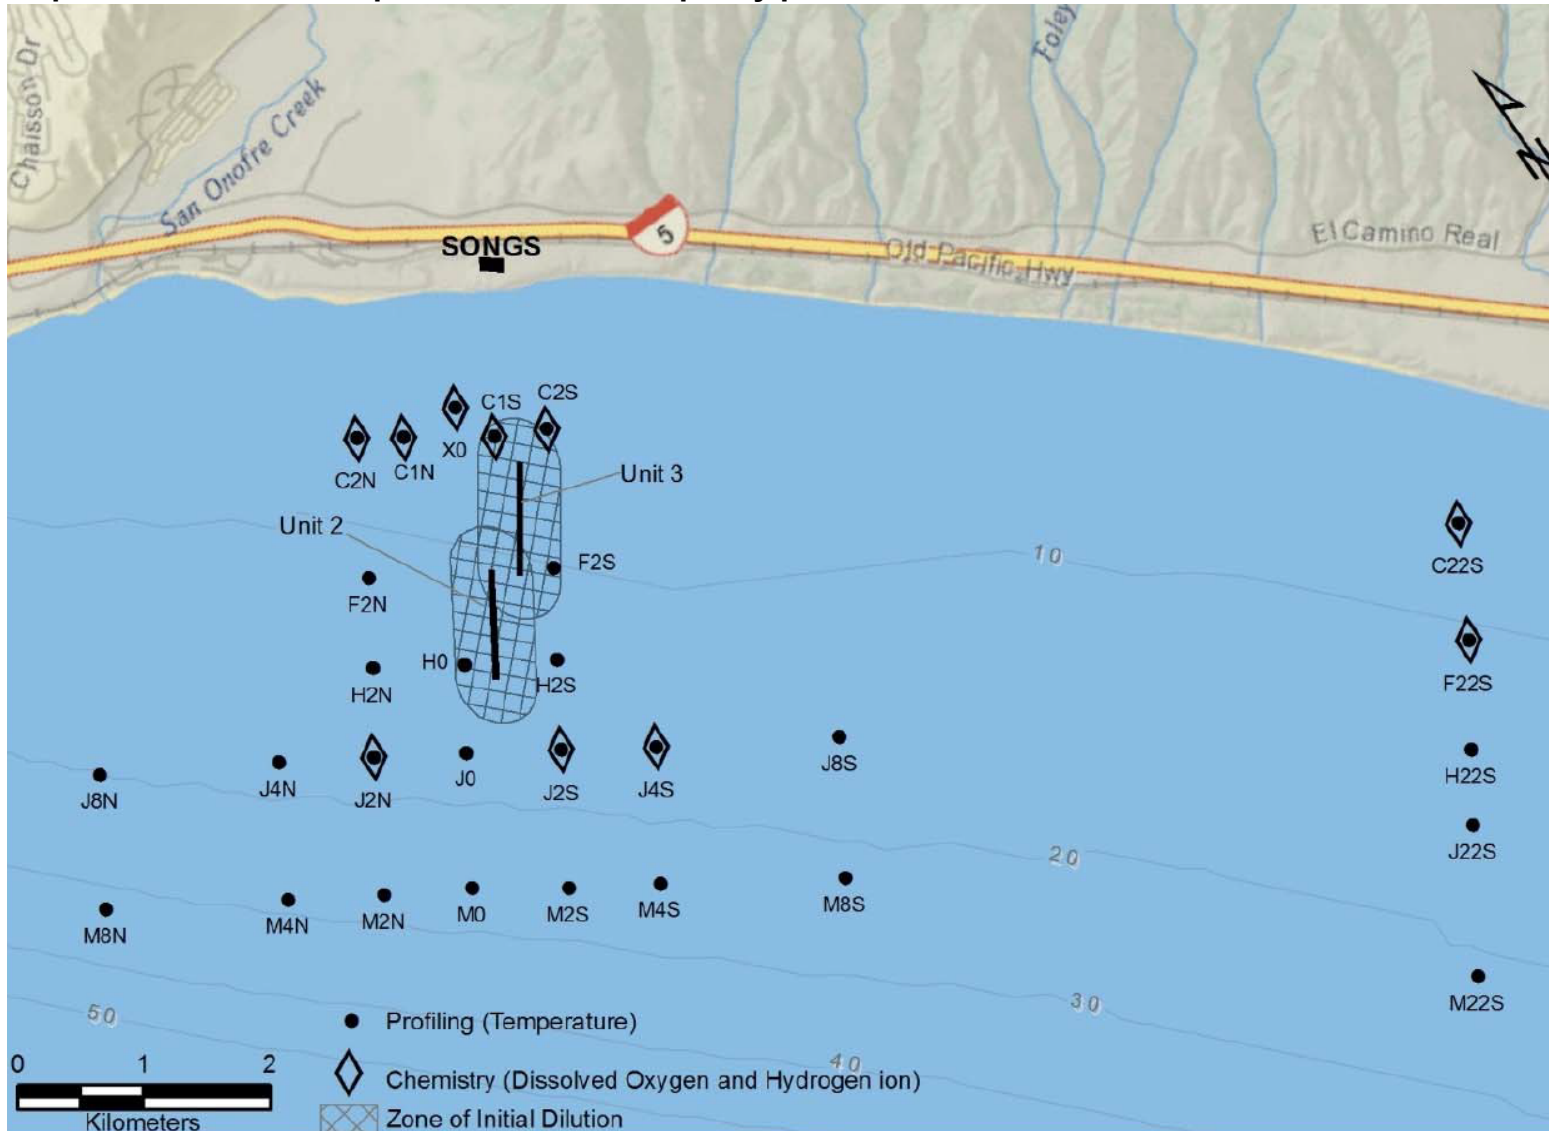 Chaisson Dr
San Onofre Creek
Foley
N
5
SONGS
El Camino Real
Old Pacific Hwy
C2S
C1S
X0
C1N
C2N
Unit 3
Unit 2
10
C22S
F2S
F2N
H0
H2S
H2N
F22S
J8S
H22S
J0
J4N
J2N
J2S
J4S
J8N
J22S
20
M8S
M4S
M0
M2S
M2N
M4N
M8N
M22S
30
50
40
Profiling (Temperature)
0 1 2
Chemistry (Dissolved Oxygen and Hydrogen ion)
Kilometers
Zone of Initial Dilution